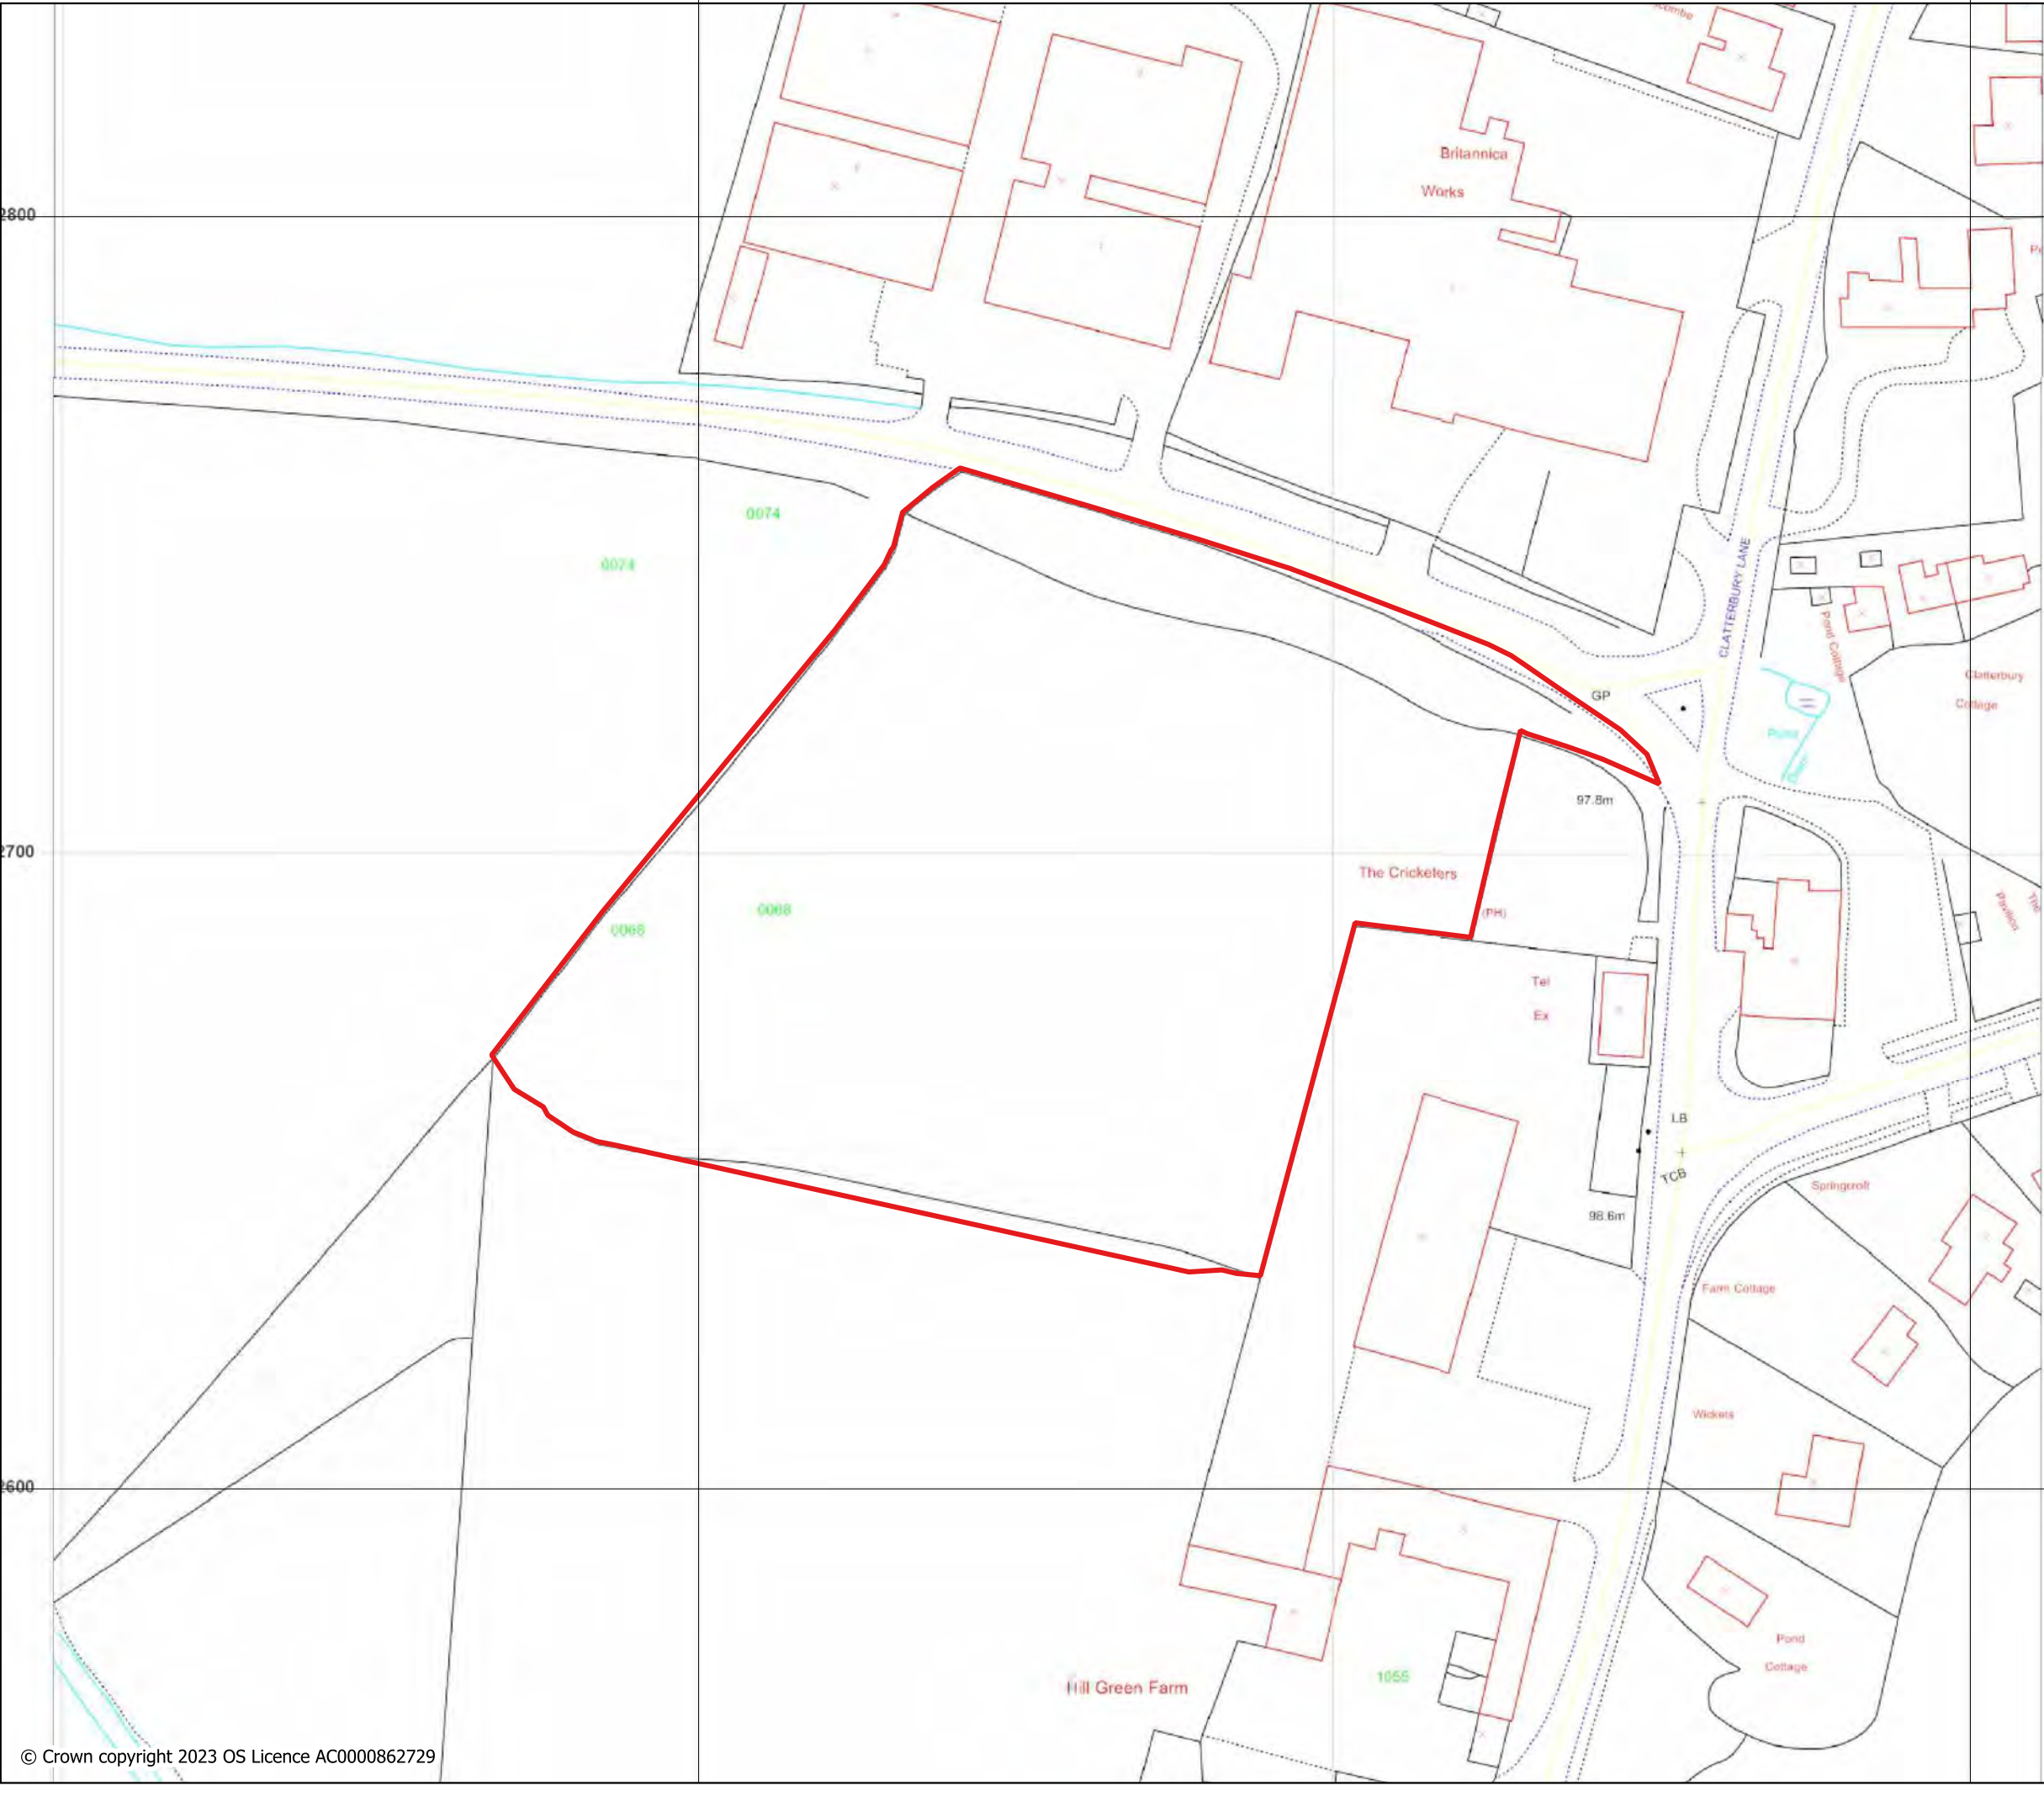 Britannica
Works
2800
0074
0074
CLATTERBURY LANE
Pond Cottage
Clatterbury
Cottage
GP
Pond
97.8m
2700
The Cricketers
(PH)
0068
0068
Pavilion
Tel
Ex
LB
TCB
Springcroft
98.6m
Farm Cottage
Wickets
2600
Pond
Cottage
1055
Hill Green Farm
© Crown copyright 2023 OS Licence AC0000862729